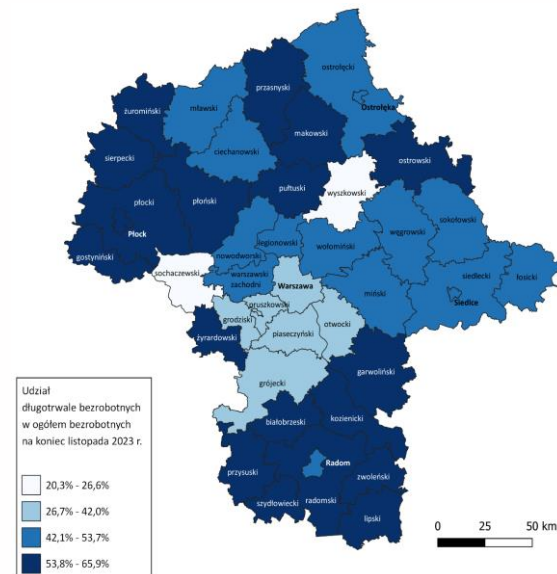 ostrołęcki
przasnyski
Ostrołęka
mławski
żuromiński
makowski
ciechanowski
ostrowski
sierpecki
pułtuski
wyszkowski
płocki
płoński
sokołowski
węgrowski
legionowski
wołomiński
Płock
nowodworski
gostyniński
sochaczewski
warszawski
zachodni
Warszawa
siedlecki
łosicki
miński
Siedlce
pruszkowski
grodziski
piaseczyński
otwocki
żyrardowski
garwoliński
grójecki
białobrzeski
kozienicki
Radom
przysuski
zwoleński
szydłowiecki
radomski
lipski
Udział
długotrwale bezrobotnych
w ogółem bezrobotnych
na koniec listopada 2023 r.
20,3% - 26,6%
26,7% - 42,0%
42,1% - 53,7%
53,8% - 65,9%
0 25 50 km